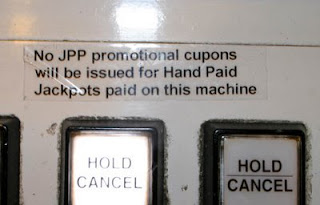 No JPP promotional cupons
will be issued for Hand Paid
Jackpots paid on this machine
HOLD
CANCEL
HOLD
CANCEL